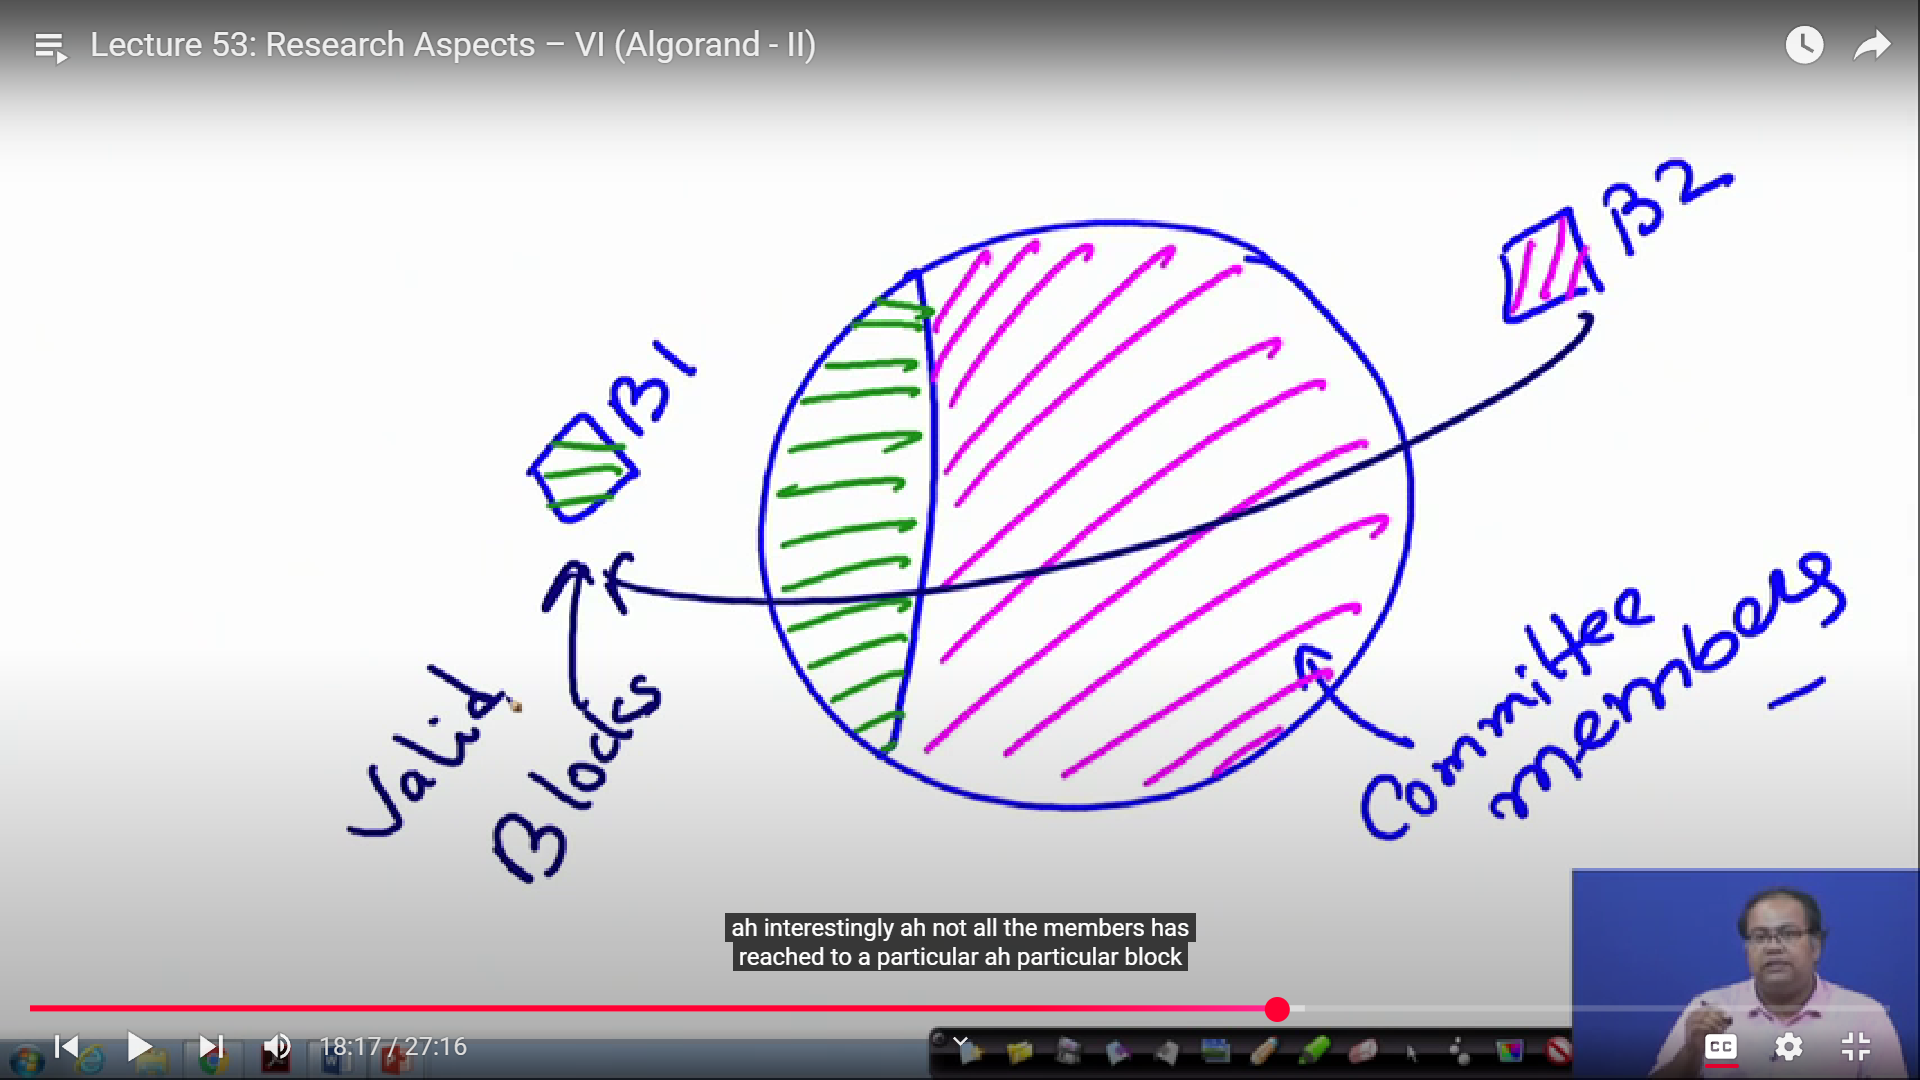 Lecture 53: Research Aspects – VI (Algorand - II)
B2
B1
Committee
members
Valid
Blocks
ah interestingly ah not all the members has
reached to a particular ah particular block
18:17 / 27:16
CC